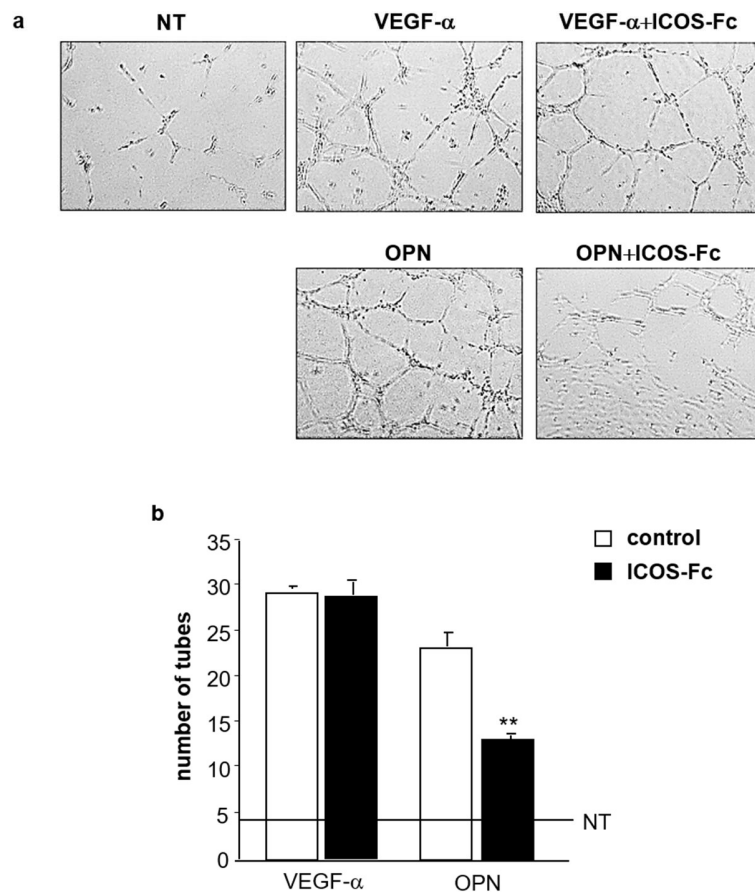 a
NT
VEGF-α
VEGF-α+ICOS-Fc
OPN
OPN+ICOS-Fc
b
control
ICOS-Fc
number of tubes
35
30
25
20
15
10
5
0
**
NT
VEGF-α
OPN